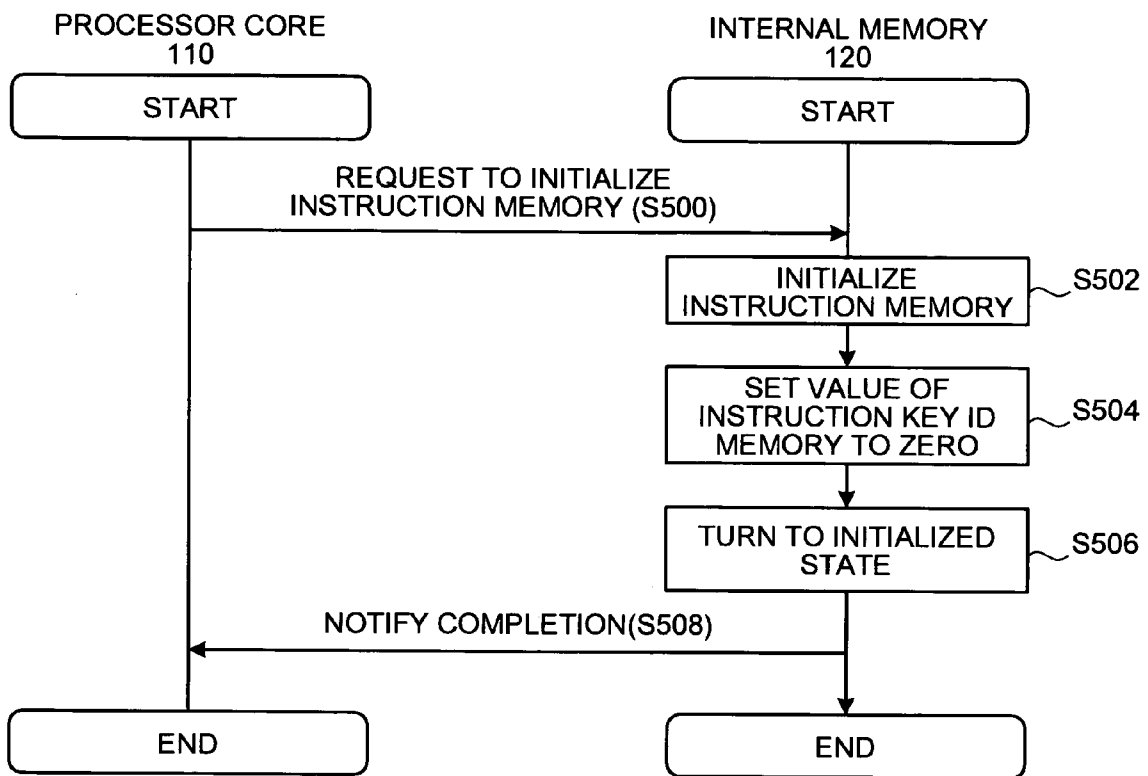 PROCESSOR CORE
110
INTERNAL MEMORY
120
START
START
REQUEST TO INITIALIZE
INSTRUCTION MEMORY (S500)
INITIALIZE
INSTRUCTION MEMORY
S502
SET VALUE OF
INSTRUCTION KEY ID
MEMORY TO ZERO
S504
TURN TO INITIALIZED
STATE
S506
NOTIFY COMPLETION(S508)
END
END